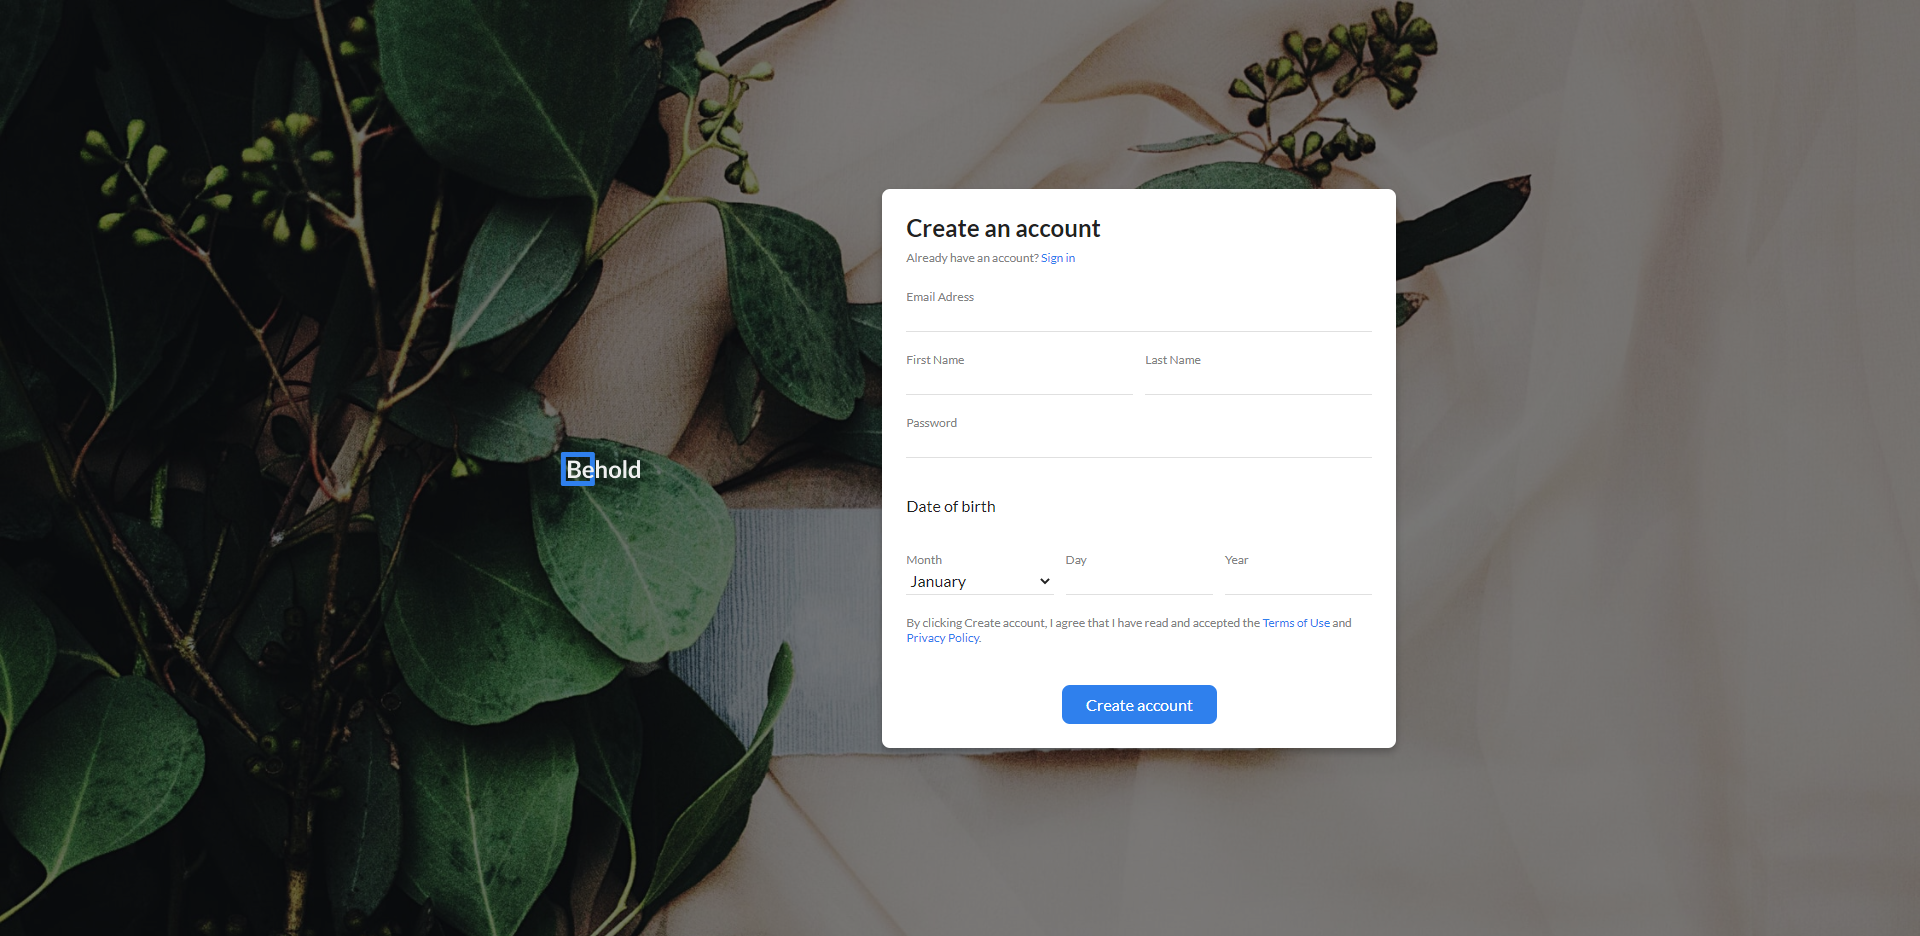 Behold
Create an account
Already have an account? Sign in
Email Adress
First Name
Last Name
Password
Date of birth
Month
Day
Year
January
By clicking Create account, I agree that I have read and accepted the Terms of Use and
Privacy Policy.
Create account